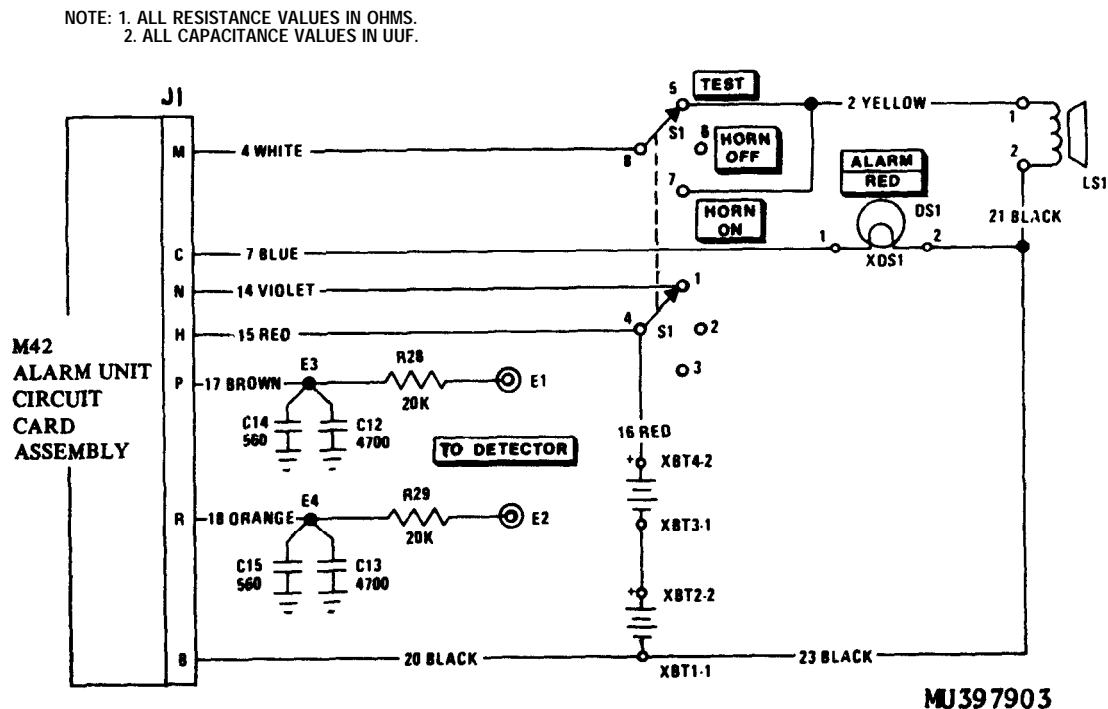 NOTE: 1. ALL RESISTANCE VALUES IN OHMS.
2. ALL CAPACITANCE VALUES IN UUF.
J1
5
TEST
2 YELLOW
1
M
4 WHITE
8
S1
6
HORN
OFF
ALARM
RED
2
LS1
7
HORN
ON
DS1
21 BLACK
C
7 BLUE
1
2
XDS1
N
14 VIOLET
1
H
15 RED
4
S1
2
M42
ALARM UNIT
CIRCUIT
CARD
ASSEMBLY
P
17 BROWN
E3
R28
20K
E1
3
C14
560
C12
4700
TO DETECTOR
16 RED
+
XBT4-2
R
18 ORANGE
E4
R29
20K
E2
XBT3-1
C15
560
C13
4700
+
XBT2-2
B
20 BLACK
XBT1-1
23 BLACK
MU397903